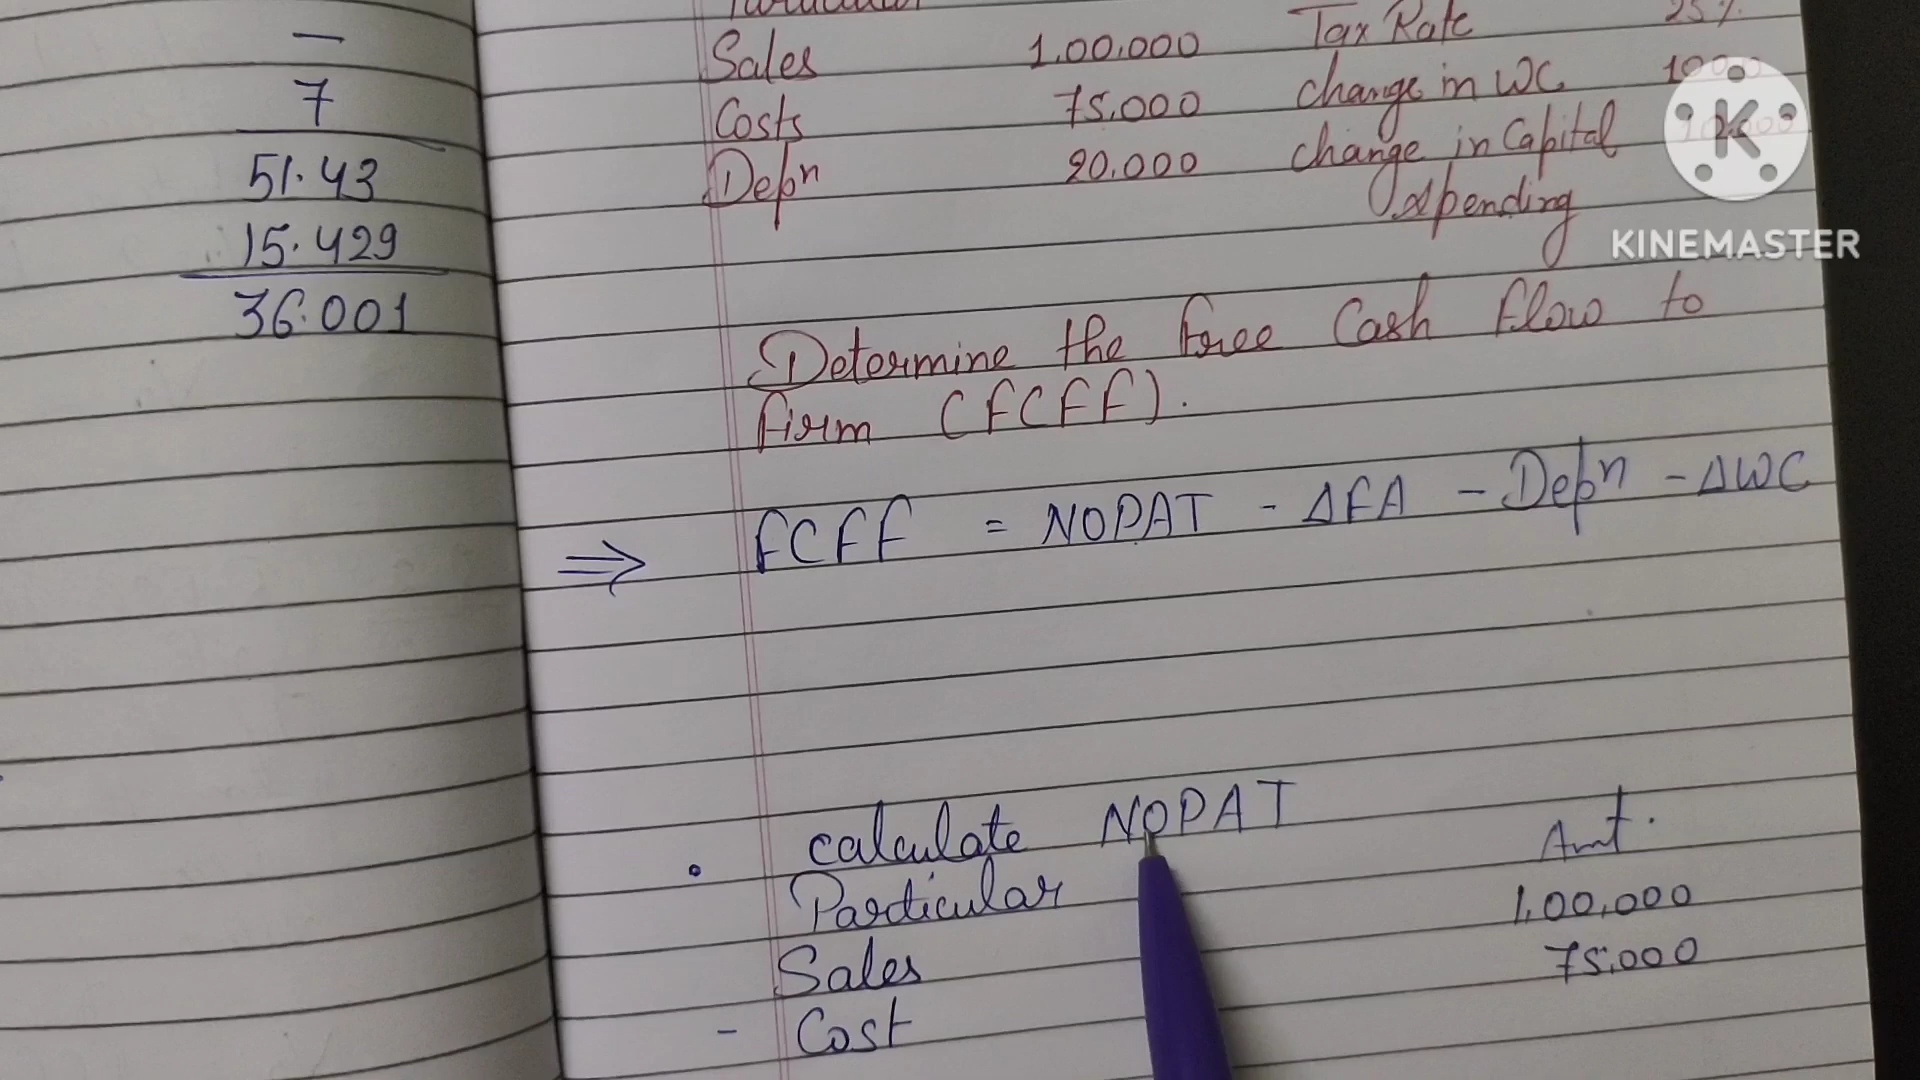 7
51.43
15.429
36.001
Sales 1,00,000 Tax Rate 25%
Costs 75,000 change in WC
Depn 20,000 change in Capital
spending
K
KINEMASTER
Determine the free Cash flow to
firm (FCFF).
⇒ FCFF = NOPAT - ΔFA - Depn - ΔWC
• calculate NOPAT
Particular Amt.
Sales 1,00,000
- Cost 75,000